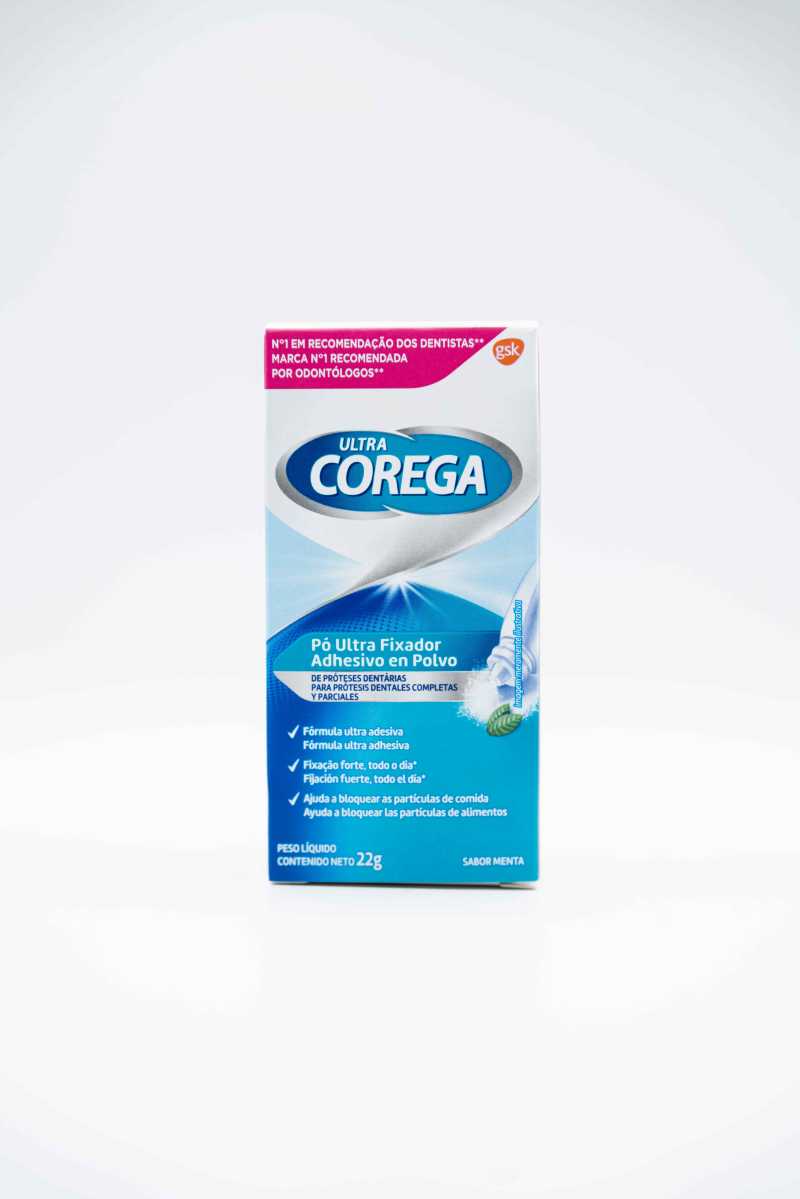 Nº1 EM RECOMENDAÇÃO DOS DENTISTAS**
MARCA Nº1 RECOMENDADA
POR ODONTÓLOGOS**
gsk
ULTRA
COREGA
Pó Ultra Fixador
Adhesivo en Polvo
DE PRÓTESES DENTÁRIAS
PARA PRÓTESIS DENTALES COMPLETAS
Y PARCIALES
Imagem meramente ilustrativa
Fórmula ultra adesiva
Fórmula ultra adhesiva
Fixação forte, todo o dia*
Fijación fuerte, todo el día*
Ajuda a bloquear as partículas de comida
Ayuda a bloquear las partículas de alimentos
PESO LÍQUIDO
CONTENIDO NETO 22g
SABOR MENTA